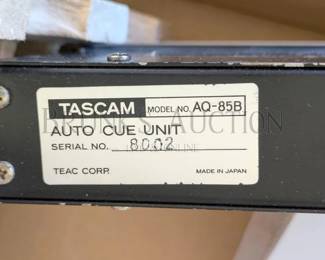 TASCAM MODEL NO. AQ-85B
AUTO CUE UNIT
SERIAL NO. 8002
TEAC CORP. MADE IN JAPAN